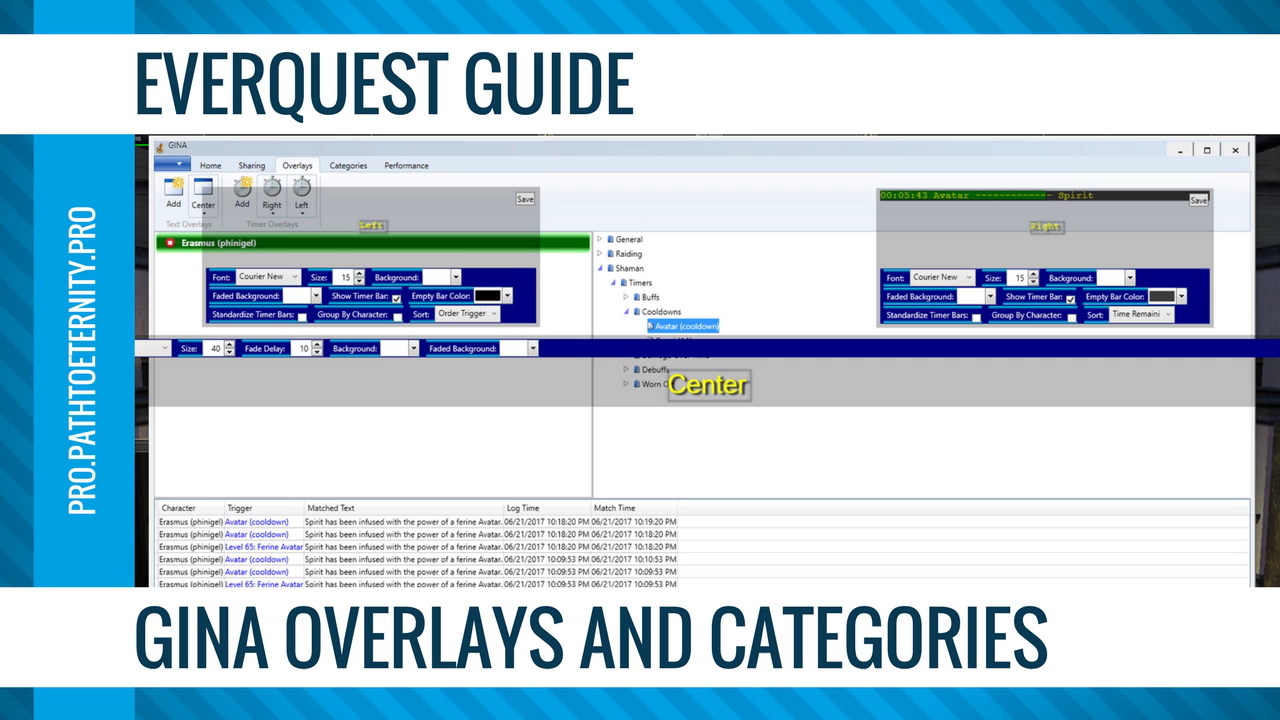 EVERQUEST GUIDE
PRO.PATHTOETERNITY.PRO
GINA
Home Sharing Overlays Categories Performance
Add Center Add Right Left
Text Overlays Timer Overlays
Save
Left
00:05:43 Avatar ------------- Spirit
Save
Right
Erasmus (phinigel)
General
Raiding
Shaman
Timers
Buffs
Cooldowns
Avatar (cooldown)
Debuffs
Worn O
Font: Courier New Size: 15 Background:
Faded Background: Show Timer Bar: Empty Bar Color:
Standardize Timer Bars: Group By Character: Sort: Order Trigger
Font: Courier New Size: 15 Background:
Faded Background: Show Timer Bar: Empty Bar Color:
Standardize Timer Bars: Group By Character: Sort: Time Remaini
Size: 40 Fade Delay: 10 Background: Faded Background:
Center
Character Trigger Matched Text Log Time Match Time
Erasmus (phinigel) Avatar (cooldown) Spirit has been infused with the power of a ferine Avatar. 06/21/2017 10:18:20 PM 06/21/2017 10:19:20 PM
Erasmus (phinigel) Avatar (cooldown) Spirit has been infused with the power of a ferine Avatar. 06/21/2017 10:18:20 PM 06/21/2017 10:18:20 PM
Erasmus (phinigel) Level 65: Ferine Avatar Spirit has been infused with the power of a ferine Avatar. 06/21/2017 10:18:20 PM 06/21/2017 10:18:20 PM
Erasmus (phinigel) Avatar (cooldown) Spirit has been infused with the power of a ferine Avatar. 06/21/2017 10:09:53 PM 06/21/2017 10:10:53 PM
Erasmus (phinigel) Avatar (cooldown) Spirit has been infused with the power of a ferine Avatar. 06/21/2017 10:09:53 PM 06/21/2017 10:09:53 PM
Erasmus (phinigel) Level 65: Ferine Avatar Spirit has been infused with the power of a ferine Avatar. 06/21/2017 10:09:53 PM 06/21/2017 10:09:53 PM
GINA OVERLAYS AND CATEGORIES